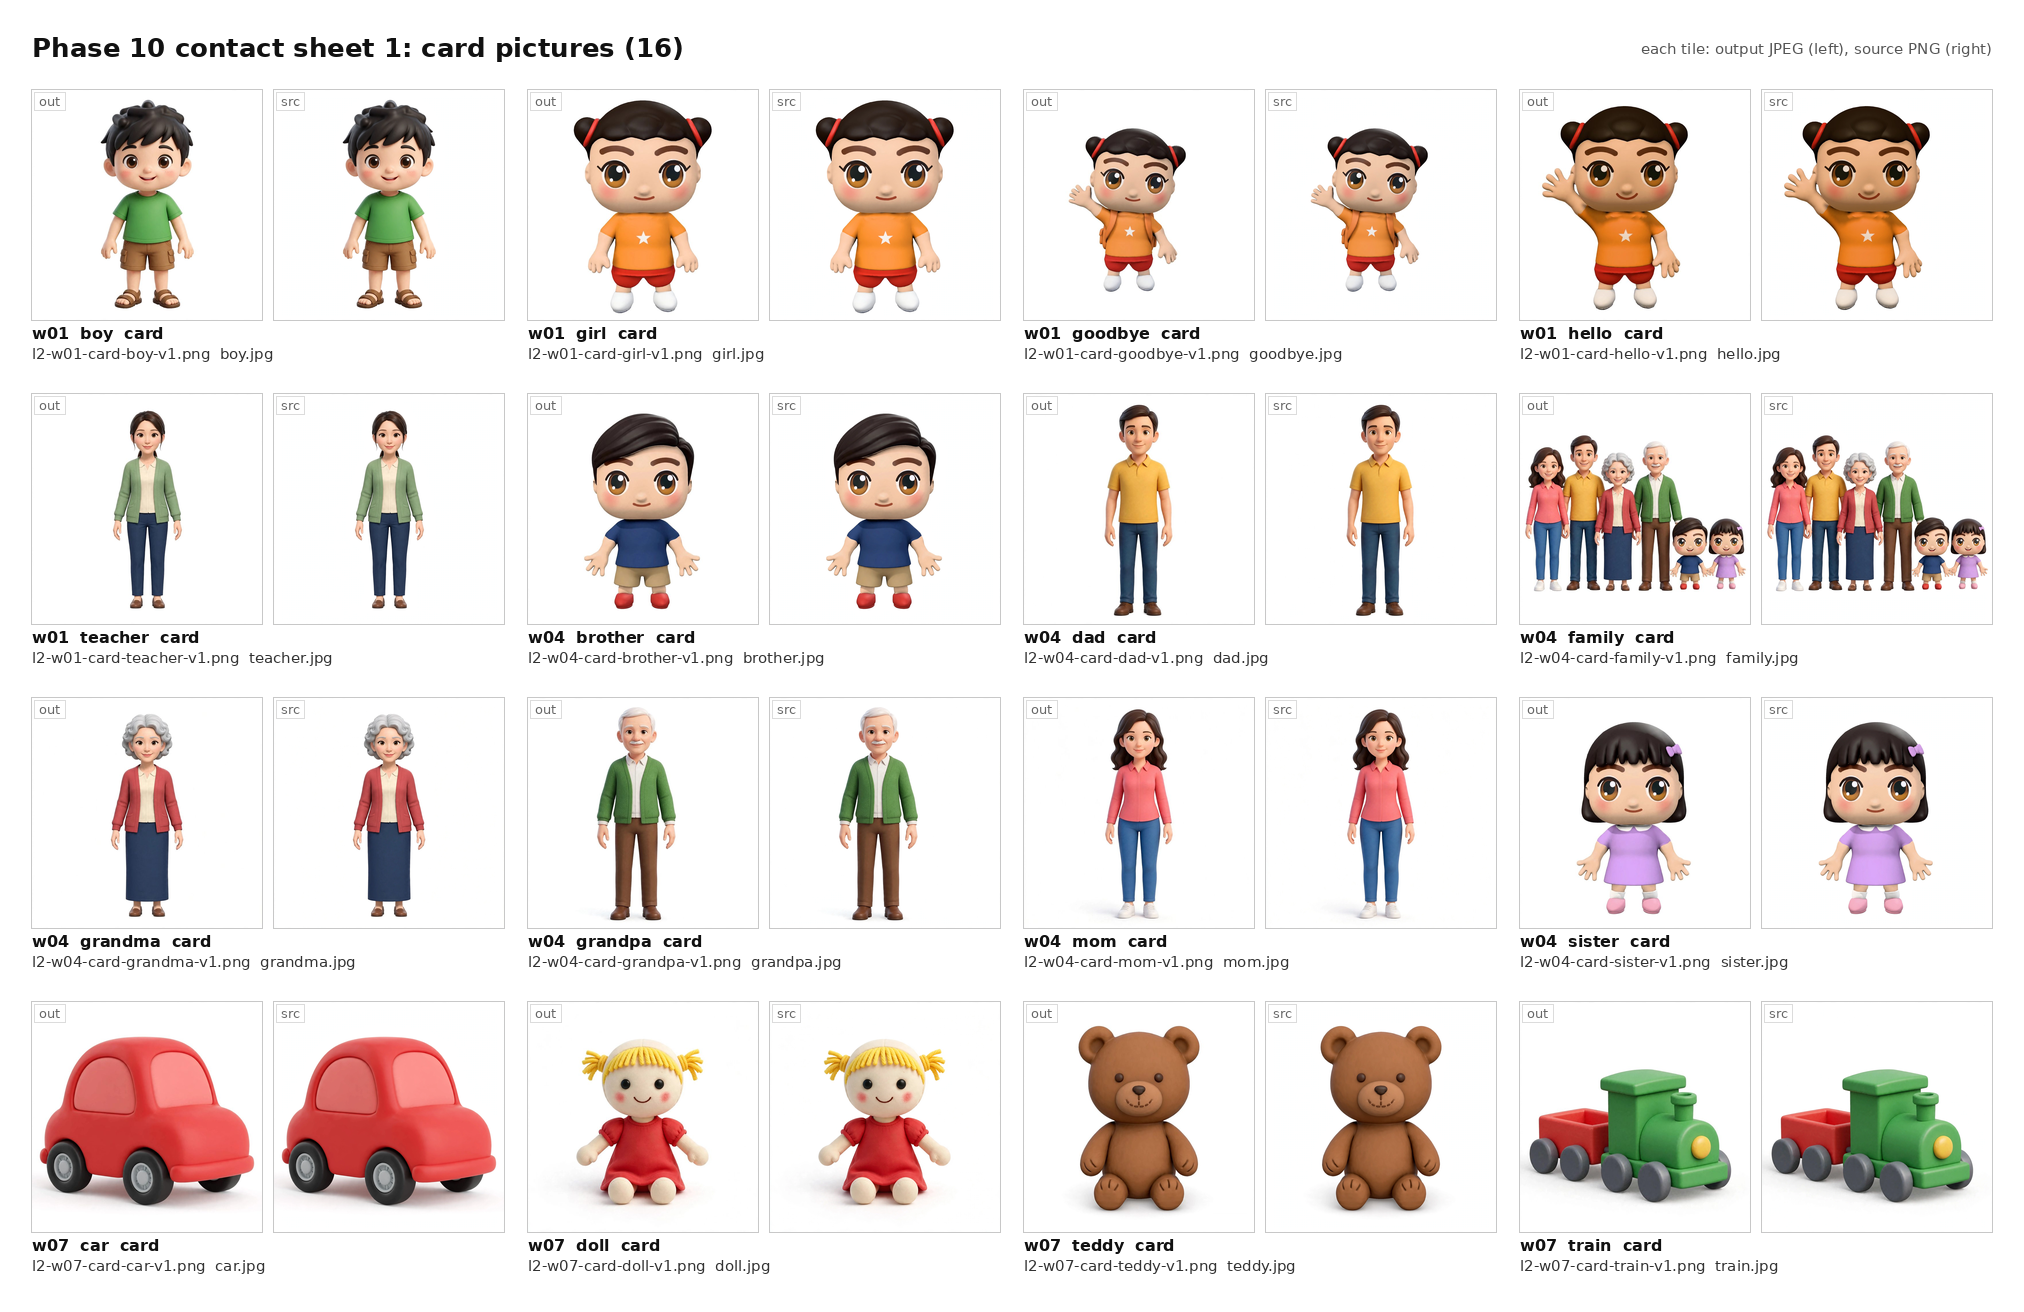 Phase 10 contact sheet 1: card pictures (16)
each tile: output JPEG (left), source PNG (right)
out src out src out src out src
w01 boy card
l2-w01-card-boy-v1.png boy.jpg
w01 girl card
l2-w01-card-girl-v1.png girl.jpg
w01 goodbye card
l2-w01-card-goodbye-v1.png goodbye.jpg
w01 hello card
l2-w01-card-hello-v1.png hello.jpg
out src out src out src out src
w01 teacher card
l2-w01-card-teacher-v1.png teacher.jpg
w04 brother card
l2-w04-card-brother-v1.png brother.jpg
w04 dad card
l2-w04-card-dad-v1.png dad.jpg
w04 family card
l2-w04-card-family-v1.png family.jpg
out src out src out src out src
w04 grandma card
l2-w04-card-grandma-v1.png grandma.jpg
w04 grandpa card
l2-w04-card-grandpa-v1.png grandpa.jpg
w04 mom card
l2-w04-card-mom-v1.png mom.jpg
w04 sister card
l2-w04-card-sister-v1.png sister.jpg
out src out src out src out src
w07 car card
l2-w07-card-car-v1.png car.jpg
w07 doll card
l2-w07-card-doll-v1.png doll.jpg
w07 teddy card
l2-w07-card-teddy-v1.png teddy.jpg
w07 train card
l2-w07-card-train-v1.png train.jpg